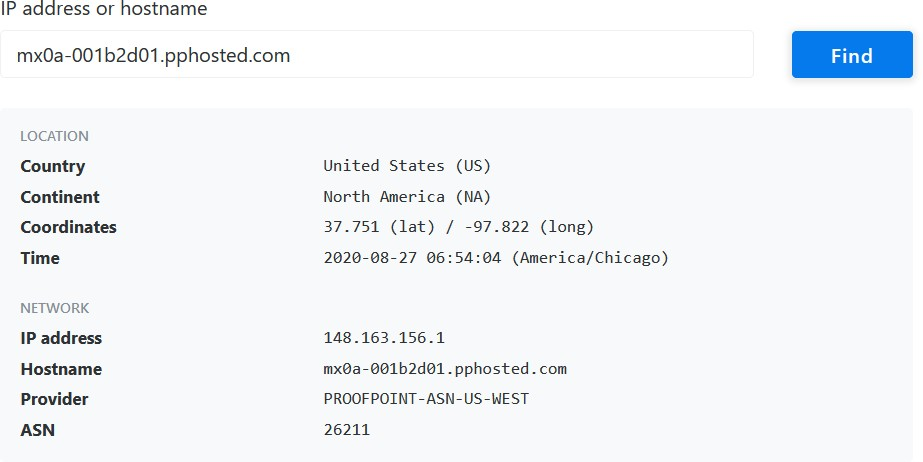 IP address or hostname
mx0a-001b2d01.pphosted.com Find
LOCATION
Country United States (US)
Continent North America (NA)
Coordinates 37.751 (lat) / -97.822 (long)
Time 2020-08-27 06:54:04 (America/Chicago)
NETWORK
IP address 148.163.156.1
Hostname mx0a-001b2d01.pphosted.com
Provider PROOFPOINT-ASN-US-WEST
ASN 26211